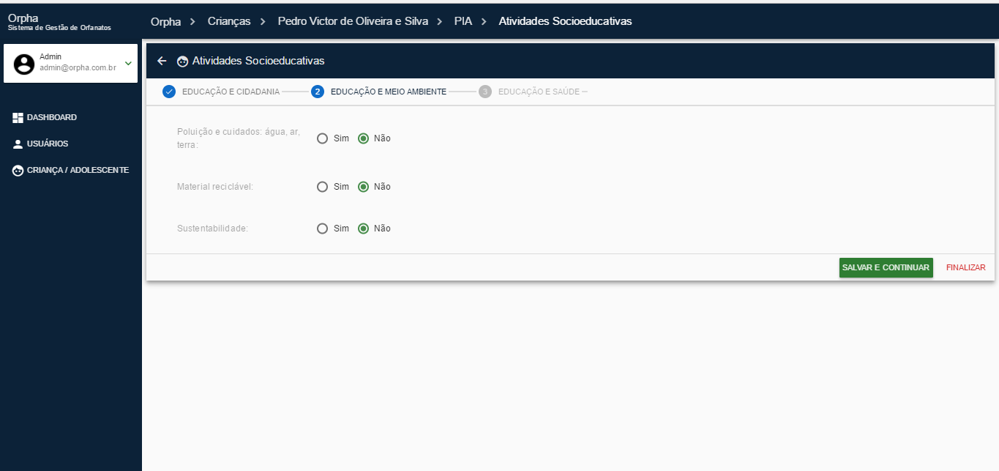 Orpha
Sistema de Gestão de Orfanatos
Orpha > Crianças > Pedro Victor de Oliveira e Silva > PIA > Atividades Socioeducativas
Admin
admin@orpha.com.br
DASHBOARD
USUÁRIOS
CRIANÇA / ADOLESCENTE
Atividades Socioeducativas
EDUCAÇÃO E CIDADANIA 2 EDUCAÇÃO E MEIO AMBIENTE 3 EDUCAÇÃO E SAÚDE
Poluição e cuidados: água, ar,
terra:
Sim Não
Material reciclável: Sim Não
Sustentabilidade: Sim Não
SALVAR E CONTINUAR FINALIZAR